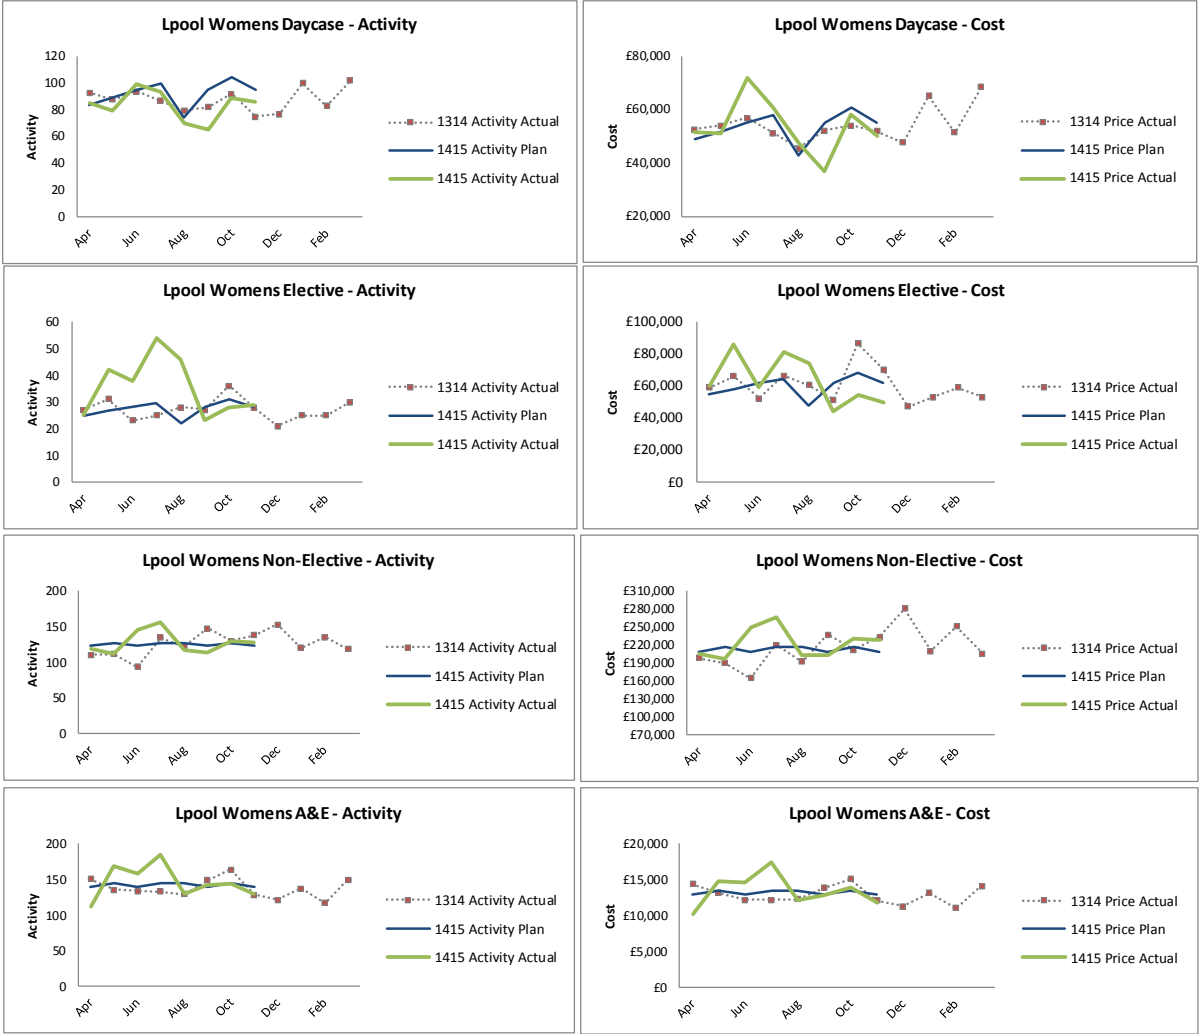 Lpool Womens Daycase - Activity
120
100
80
60
40
20
0
Activity
Apr
Jun
Aug
Oct
Dec
Feb
1314 Activity Actual
1415 Activity Plan
1415 Activity Actual
Lpool Womens Daycase - Cost
£80,000
£60,000
£40,000
£20,000
Cost
Apr
Jun
Aug
Oct
Dec
Feb
1314 Price Actual
1415 Price Plan
1415 Price Actual
Lpool Womens Elective - Activity
60
50
40
30
20
10
0
Activity
Apr
Jun
Aug
Oct
Dec
Feb
1314 Activity Actual
1415 Activity Plan
1415 Activity Actual
Lpool Womens Elective - Cost
£100,000
£80,000
£60,000
£40,000
£20,000
£0
Cost
Apr
Jun
Aug
Oct
Dec
Feb
1314 Price Actual
1415 Price Plan
1415 Price Actual
Lpool Womens Non-Elective - Activity
200
150
100
50
0
Activity
Apr
Jun
Aug
Oct
Dec
Feb
1314 Activity Actual
1415 Activity Plan
1415 Activity Actual
Lpool Womens Non-Elective - Cost
£310,000
£280,000
£250,000
£220,000
£190,000
£160,000
£130,000
£100,000
£70,000
Cost
Apr
Jun
Aug
Oct
Dec
Feb
1314 Price Actual
1415 Price Plan
1415 Price Actual
Lpool Womens A&E - Activity
200
150
100
50
0
Activity
Apr
Jun
Aug
Oct
Dec
Feb
1314 Activity Actual
1415 Activity Plan
1415 Activity Actual
Lpool Womens A&E - Cost
£20,000
£15,000
£10,000
£5,000
£0
Cost
Apr
Jun
Aug
Oct
Dec
Feb
1314 Price Actual
1415 Price Plan
1415 Price Actual